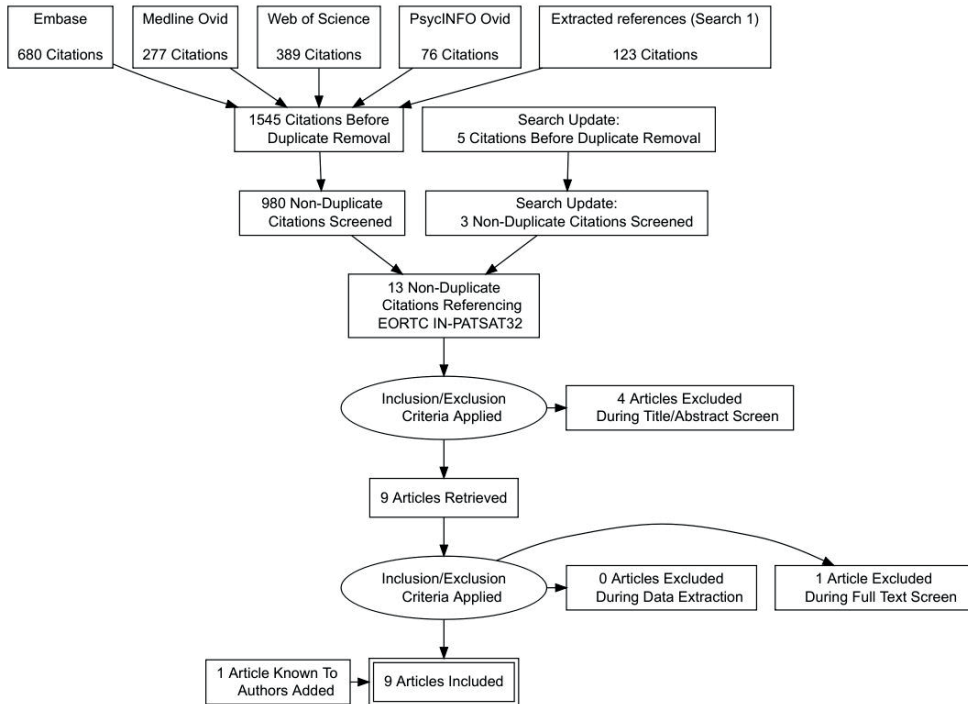 Embase
680 Citations
Medline Ovid
277 Citations
Web of Science
389 Citations
PsycINFO Ovid
76 Citations
Extracted references (Search 1)
123 Citations
1545 Citations Before
Duplicate Removal
Search Update:
5 Citations Before Duplicate Removal
980 Non-Duplicate
Citations Screened
Search Update:
3 Non-Duplicate Citations Screened
13 Non-Duplicate
Citations Referencing
EORTC IN-PATSAT32
Inclusion/Exclusion
Criteria Applied
4 Articles Excluded
During Title/Abstract Screen
9 Articles Retrieved
Inclusion/Exclusion
Criteria Applied
0 Articles Excluded
During Data Extraction
1 Article Excluded
During Full Text Screen
1 Article Known To
Authors Added
9 Articles Included